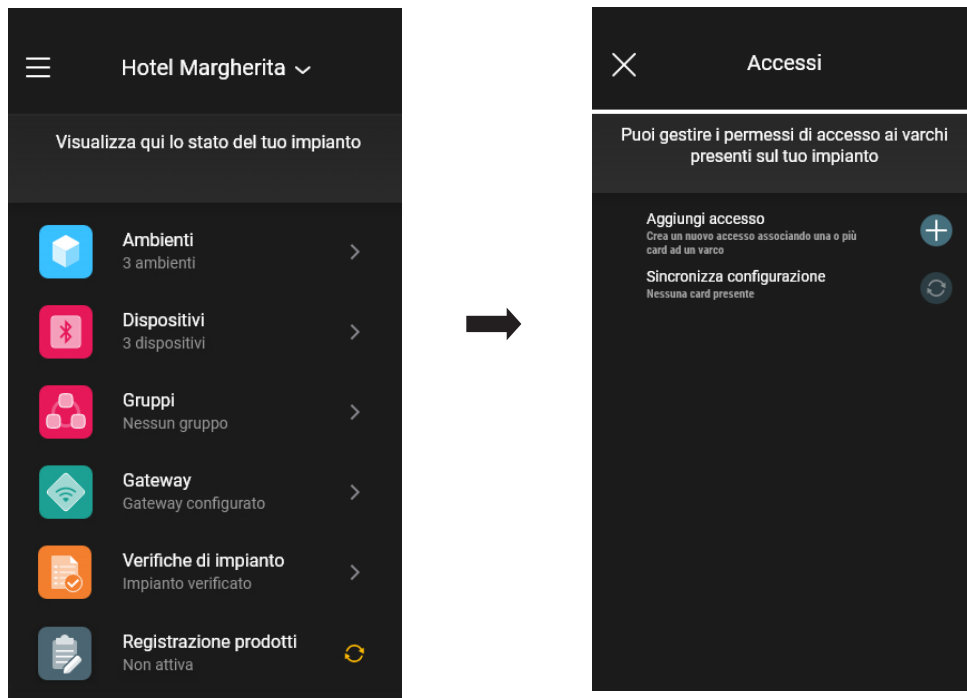 Hotel Margherita
Visualizza qui lo stato del tuo impianto
Ambienti
3 ambienti
Dispositivi
3 dispositivi
Gruppi
Nessun gruppo
Gateway
Gateway configurato
Verifiche di impianto
Impianto verificato
Registrazione prodotti
Non attiva
Accessi
Puoi gestire i permessi di accesso ai varchi
presenti sul tuo impianto
Aggiungi accesso
Crea un nuovo accesso associando una o più
card ad un varco
Sincronizza configurazione
Nessuna card presente